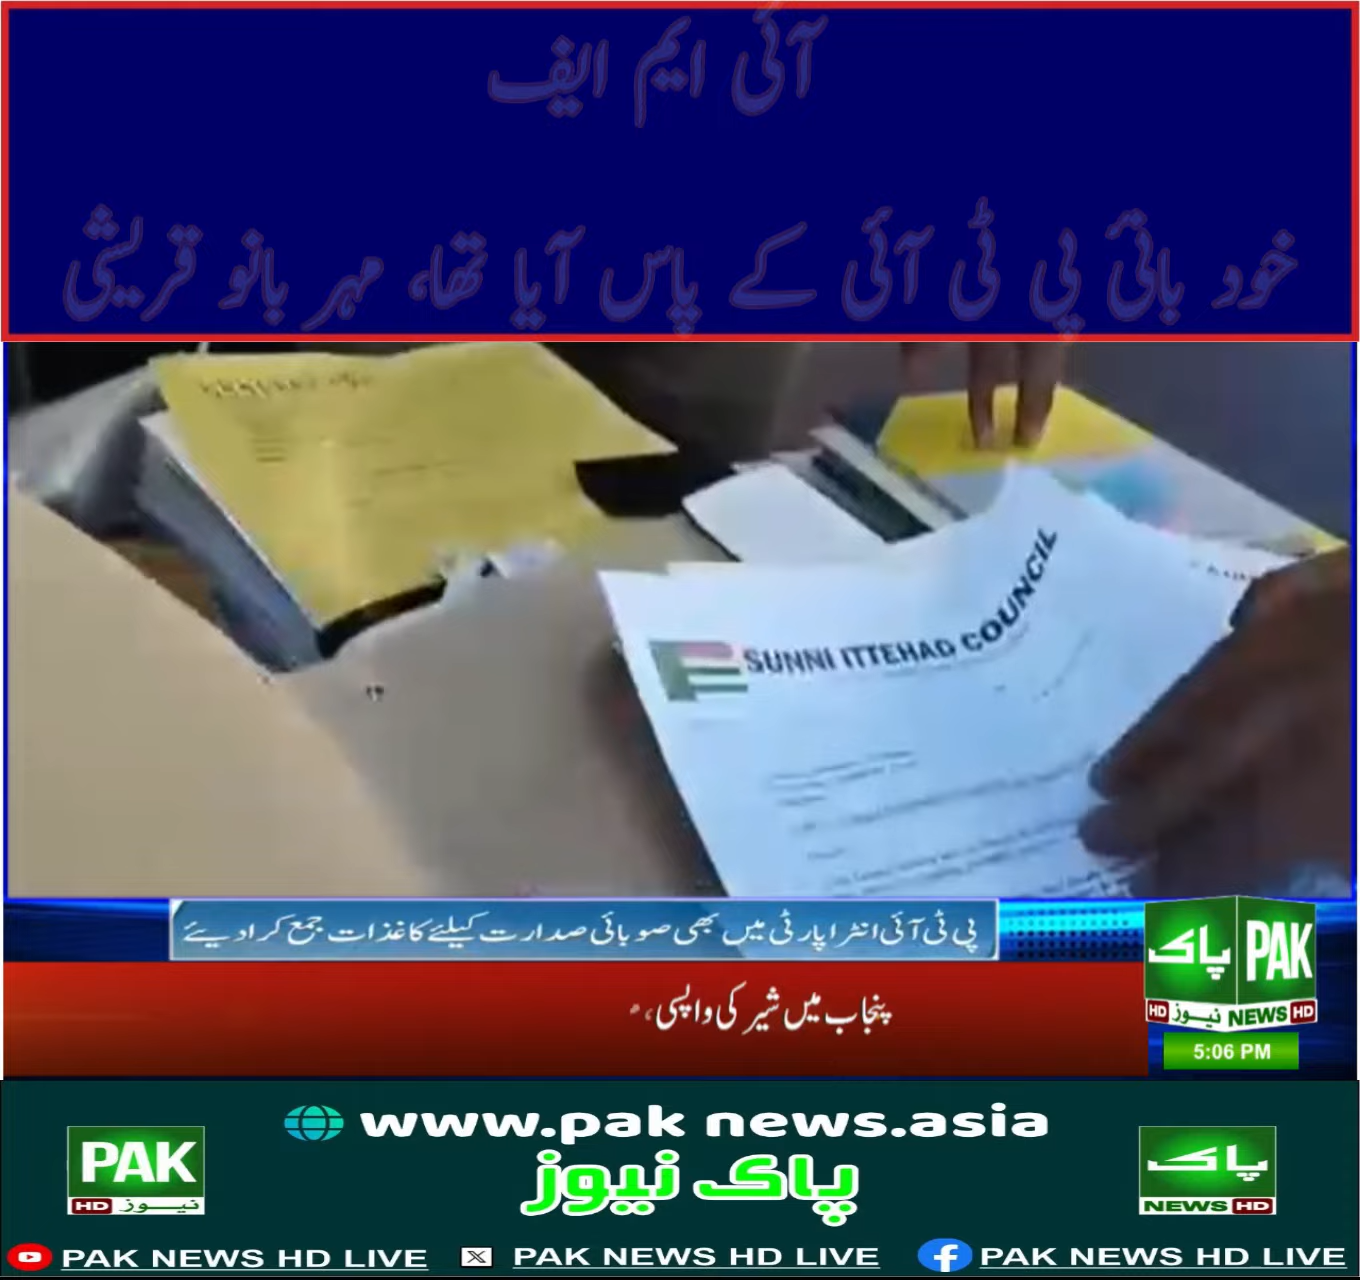 آئی ایم ایف
خود بانی پی ٹی آئی کے پاس آیا تھا، مہر بانو قریشی
SUNNI ITTEHAD COUNCIL
پی ٹی آئی انٹرا پارٹی میں بھی صوبائی صدارت کیلئے کاغذات جمع کرا دیئے
پنجاب میں شیر کی واپسی،
پاک PAK
HD نیوز NEWS HD
5:06 PM
www.pak news.asia
پاک نیوز
PAK
HD نیوز
پاک
NEWS HD
PAK NEWS HD LIVE
PAK NEWS HD LIVE
PAK NEWS HD LIVE